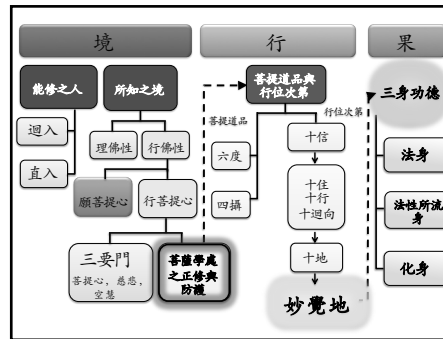 境
行
果
能修之人
所知之境
迴入
直入
理佛性
行佛性
願菩提心
行菩提心
三要門
菩提心，慈悲，
空慧
菩薩學處
之正修與
防護
菩提道品與
行位次第
菩提道品
行位次第
六度
四攝
十信
十住
十行
十迴向
十地
妙覺地
三身功德
法身
法性所流
身
化身